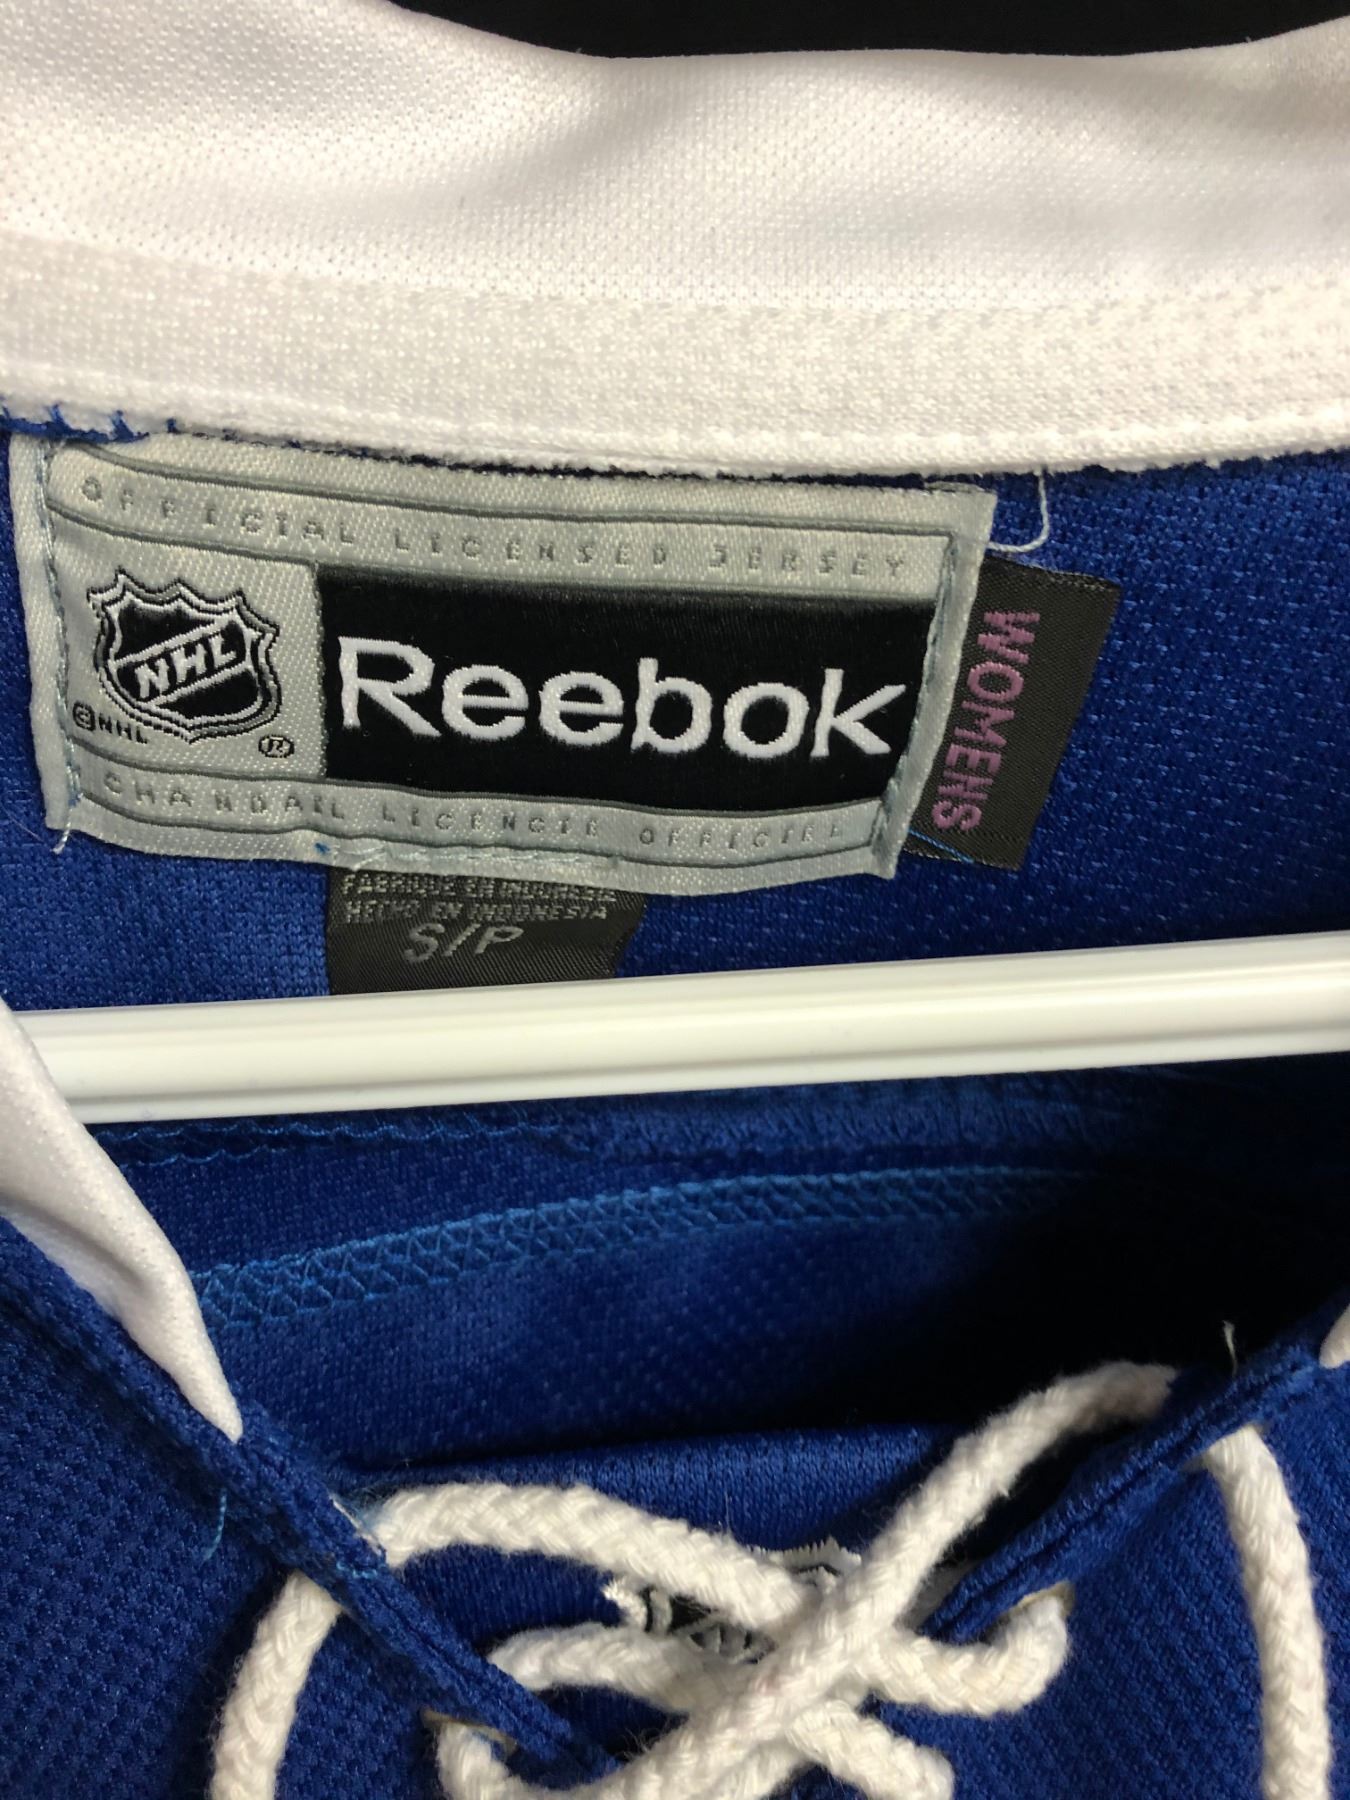 OFFICIAL LICENSED JERSEY
NHL
©NHL
®
Reebok
WOMENS
CHANDAIL LICENCIÉ OFFICIEL
FABRIQUÉ EN INDONÉSIE
HECHO EN INDONESIA
S/P